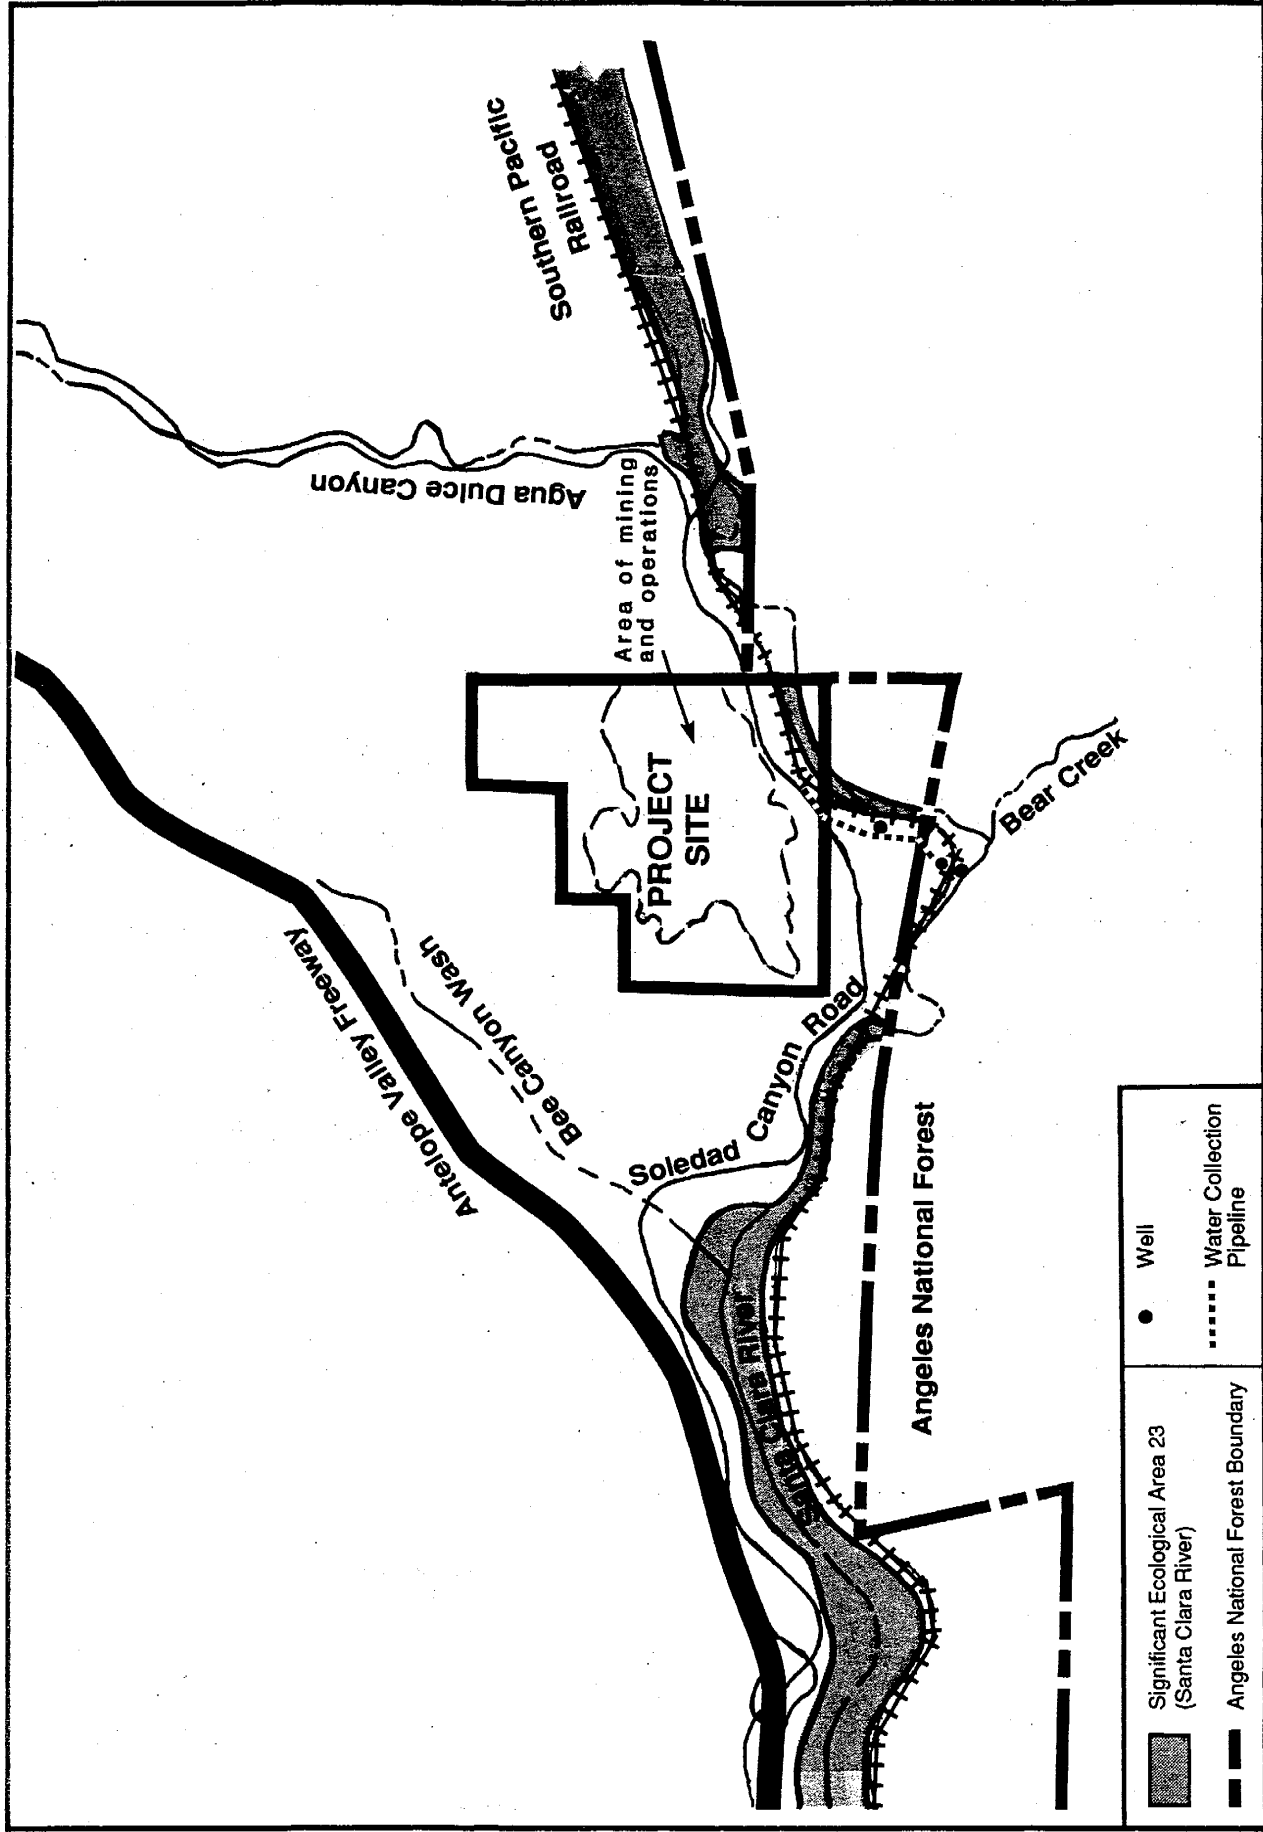 Southern Pacific
Railroad
Agua Dulce Canyon
Area of mining
and operations
PROJECT
SITE
Bear Creek
Antelope Valley Freeway
Bee Canyon Wash
Soledad Canyon Road
Santa Clara River
Angeles National Forest
Significant Ecological Area 23
(Santa Clara River)
Angeles National Forest Boundary
Well
Water Collection
Pipeline